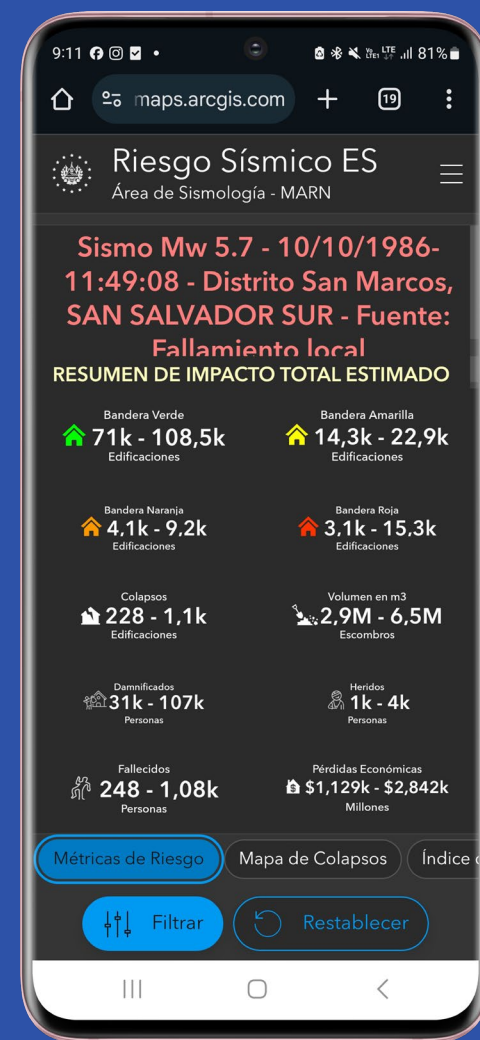 9:11
LTE 81%
maps.arcgis.com
19
Riesgo Sísmico ES
Área de Sismología - MARN
Sismo Mw 5.7 - 10/10/1986-
11:49:08 - Distrito San Marcos,
SAN SALVADOR SUR - Fuente:
Fallamiento local
RESUMEN DE IMPACTO TOTAL ESTIMADO
Bandera Verde
71k - 108,5k
Edificaciones
Bandera Amarilla
14,3k - 22,9k
Edificaciones
Bandera Naranja
4,1k - 9,2k
Edificaciones
Bandera Roja
3,1k - 15,3k
Edificaciones
Colapsos
228 - 1,1k
Edificaciones
Volumen en m3
2,9M - 6,5M
Escombros
Damnificados
31k - 107k
Personas
Heridos
1k - 4k
Personas
Fallecidos
248 - 1,08k
Personas
Pérdidas Económicas
$1,129k - $2,842k
Millones
Métricas de Riesgo
Mapa de Colapsos
Índice
Filtrar
Restablecer